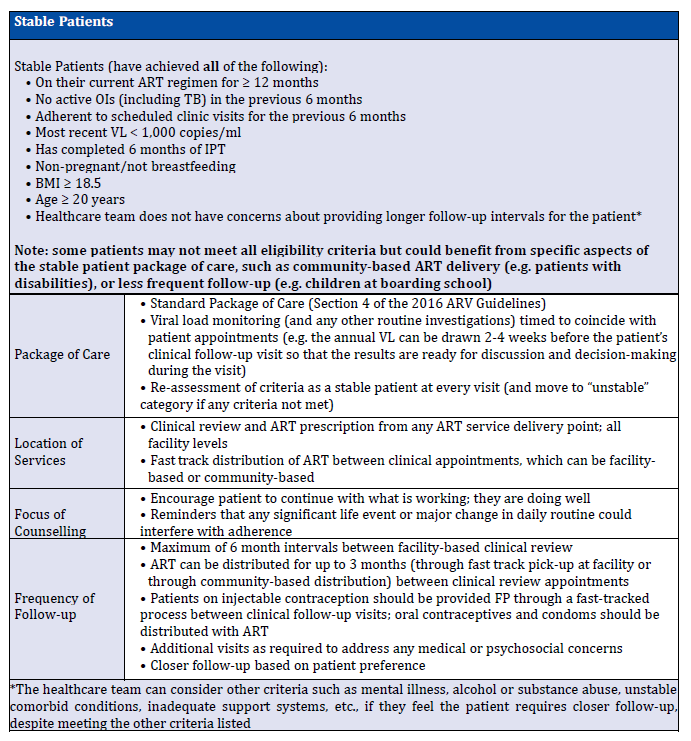 Stable Patients
Stable Patients (have achieved all of the following):
• On their current ART regimen for ≥ 12 months
• No active OIs (including TB) in the previous 6 months
• Adherent to scheduled clinic visits for the previous 6 months
• Most recent VL < 1,000 copies/ml
• Has completed 6 months of IPT
• Non-pregnant/not breastfeeding
• BMI ≥ 18.5
• Age ≥ 20 years
• Healthcare team does not have concerns about providing longer follow-up intervals for the patient*
Note: some patients may not meet all eligibility criteria but could benefit from specific aspects of
the stable patient package of care, such as community-based ART delivery (e.g. patients with
disabilities), or less frequent follow-up (e.g. children at boarding school)
Package of Care
• Standard Package of Care (Section 4 of the 2016 ARV Guidelines)
• Viral load monitoring (and any other routine investigations) timed to coincide with
patient appointments (e.g. the annual VL can be drawn 2-4 weeks before the patient's
clinical follow-up visit so that the results are ready for discussion and decision-making
during the visit)
• Re-assessment of criteria as a stable patient at every visit (and move to “unstable”
category if any criteria not met)
Location of
Services
• Clinical review and ART prescription from any ART service delivery point; all
facility levels
• Fast track distribution of ART between clinical appointments, which can be facility-
based or community-based
Focus of
Counselling
• Encourage patient to continue with what is working; they are doing well
• Reminders that any significant life event or major change in daily routine could
interfere with adherence
Frequency of
Follow-up
• Maximum of 6 month intervals between facility-based clinical review
• ART can be distributed for up to 3 months (through fast track pick-up at facility or
through community-based distribution) between clinical review appointments
• Patients on injectable contraception should be provided FP through a fast-tracked
process between clinical follow-up visits; oral contraceptives and condoms should be
distributed with ART
• Additional visits as required to address any medical or psychosocial concerns
• Closer follow-up based on patient preference
*The healthcare team can consider other criteria such as mental illness, alcohol or substance abuse, unstable
comorbid conditions, inadequate support systems, etc., if they feel the patient requires closer follow-up,
despite meeting the other criteria listed